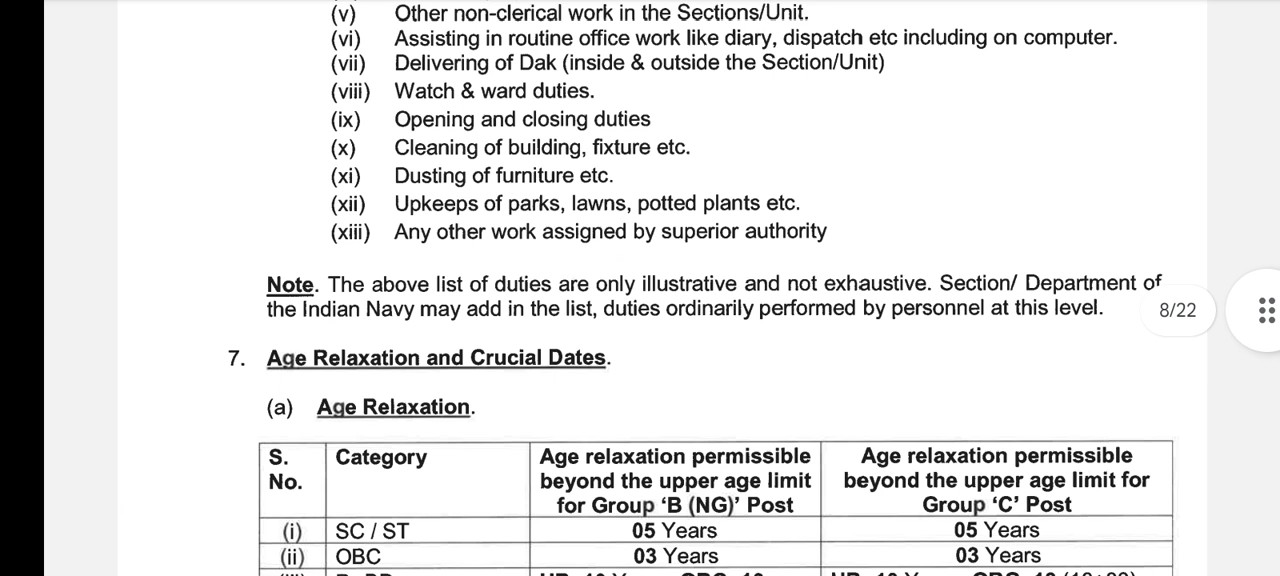 (v) Other non-clerical work in the Sections/Unit.
(vi) Assisting in routine office work like diary, dispatch etc including on computer.
(vii) Delivering of Dak (inside & outside the Section/Unit)
(viii) Watch & ward duties.
(ix) Opening and closing duties
(x) Cleaning of building, fixture etc.
(xi) Dusting of furniture etc.
(xii) Upkeeps of parks, lawns, potted plants etc.
(xiii) Any other work assigned by superior authority
Note. The above list of duties are only illustrative and not exhaustive. Section/ Department of
the Indian Navy may add in the list, duties ordinarily performed by personnel at this level.
8/22
7. Age Relaxation and Crucial Dates.
(a) Age Relaxation.
S. No. Category Age relaxation permissible beyond the upper age limit for Group ‘B (NG)’ Post Age relaxation permissible beyond the upper age limit for Group ‘C’ Post
(i) SC / ST 05 Years 05 Years
(ii) OBC 03 Years 03 Years